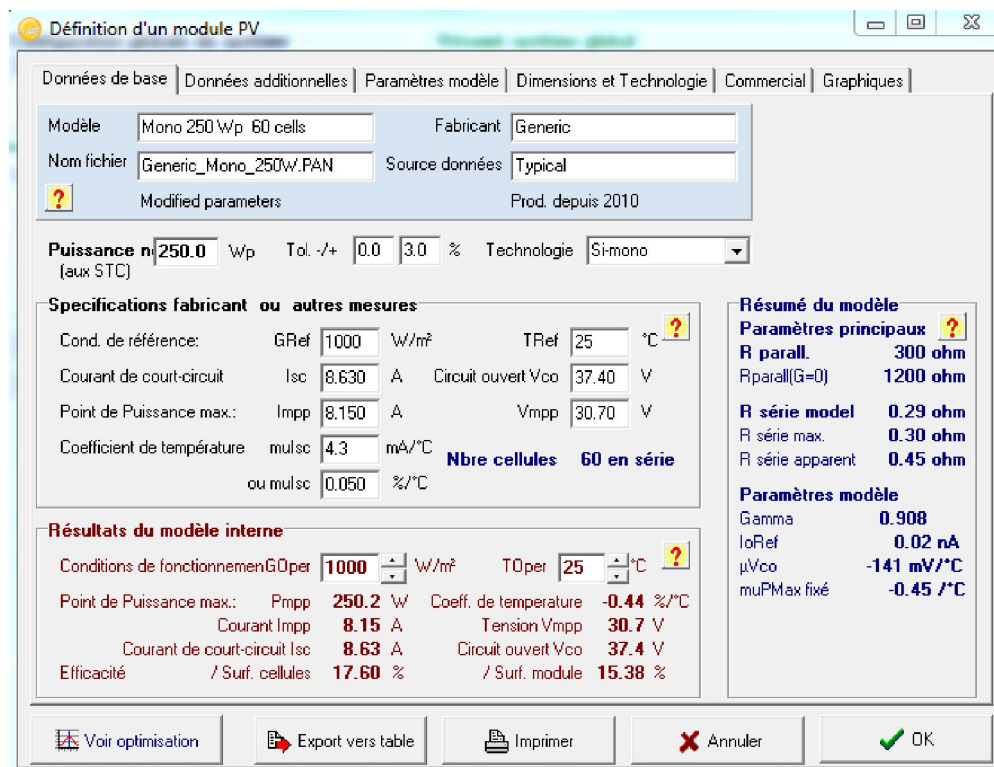 Définition d'un module PV
Données de base Données additionnelles Paramètres modèle Dimensions et Technologie Commercial Graphiques
Modèle Mono 250 Wp 60 cells Fabricant Generic
Nom fichier Generic_Mono_250W.PAN Source données Typical
? Modified parameters Prod. depuis 2010
Puissance n 250.0 Wp Tol. -/+ 0.0 3.0 % Technologie Si-mono
(aux STC)
Specifications fabricant ou autres mesures
Cond. de référence: GRef 1000 W/m² TRef 25 °C ?
Courant de court-circuit Isc 8.630 A Circuit ouvert Vco 37.40 V
Point de Puissance max.: Impp 8.150 A Vmpp 30.70 V
Coefficient de température muIsc 4.3 mA/°C Nbre cellules 60 en série
ou muIsc 0.050 %/°C
Résultats du modèle interne
Conditions de fonctionnemen GOper 1000 W/m² TOper 25 °C ?
Point de Puissance max.: Pmpp 250.2 W Coeff. de temperature -0.44 %/°C
Courant Impp 8.15 A Tension Vmpp 30.7 V
Courant de court-circuit Isc 8.63 A Circuit ouvert Vco 37.4 V
Efficacité / Surf. cellules 17.60 % / Surf. module 15.38 %
Résumé du modèle
Paramètres principaux ?
R parall. 300 ohm
Rparall(G=0) 1200 ohm
R série model 0.29 ohm
R série max. 0.30 ohm
R série apparent 0.45 ohm
Paramètres modèle
Gamma 0.908
IoRef 0.02 nA
µVco -141 mV/°C
muPMax fixé -0.45 /°C
Voir optimisation Export vers table Imprimer Annuler OK